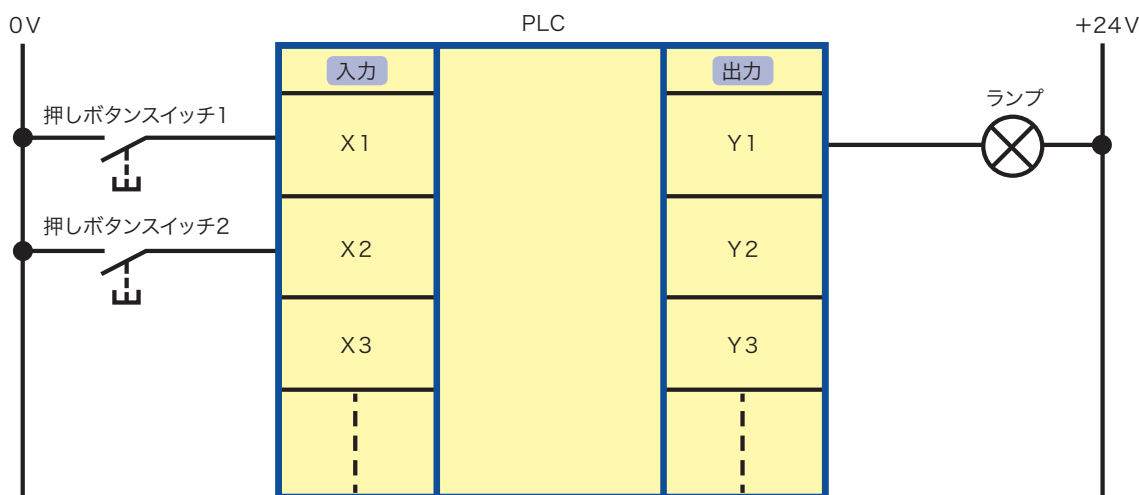 PLC
0V
+24V
入力
出力
押しボタンスイッチ1
X1
Y1
ランプ
押しボタンスイッチ2
X2
Y2
X3
Y3